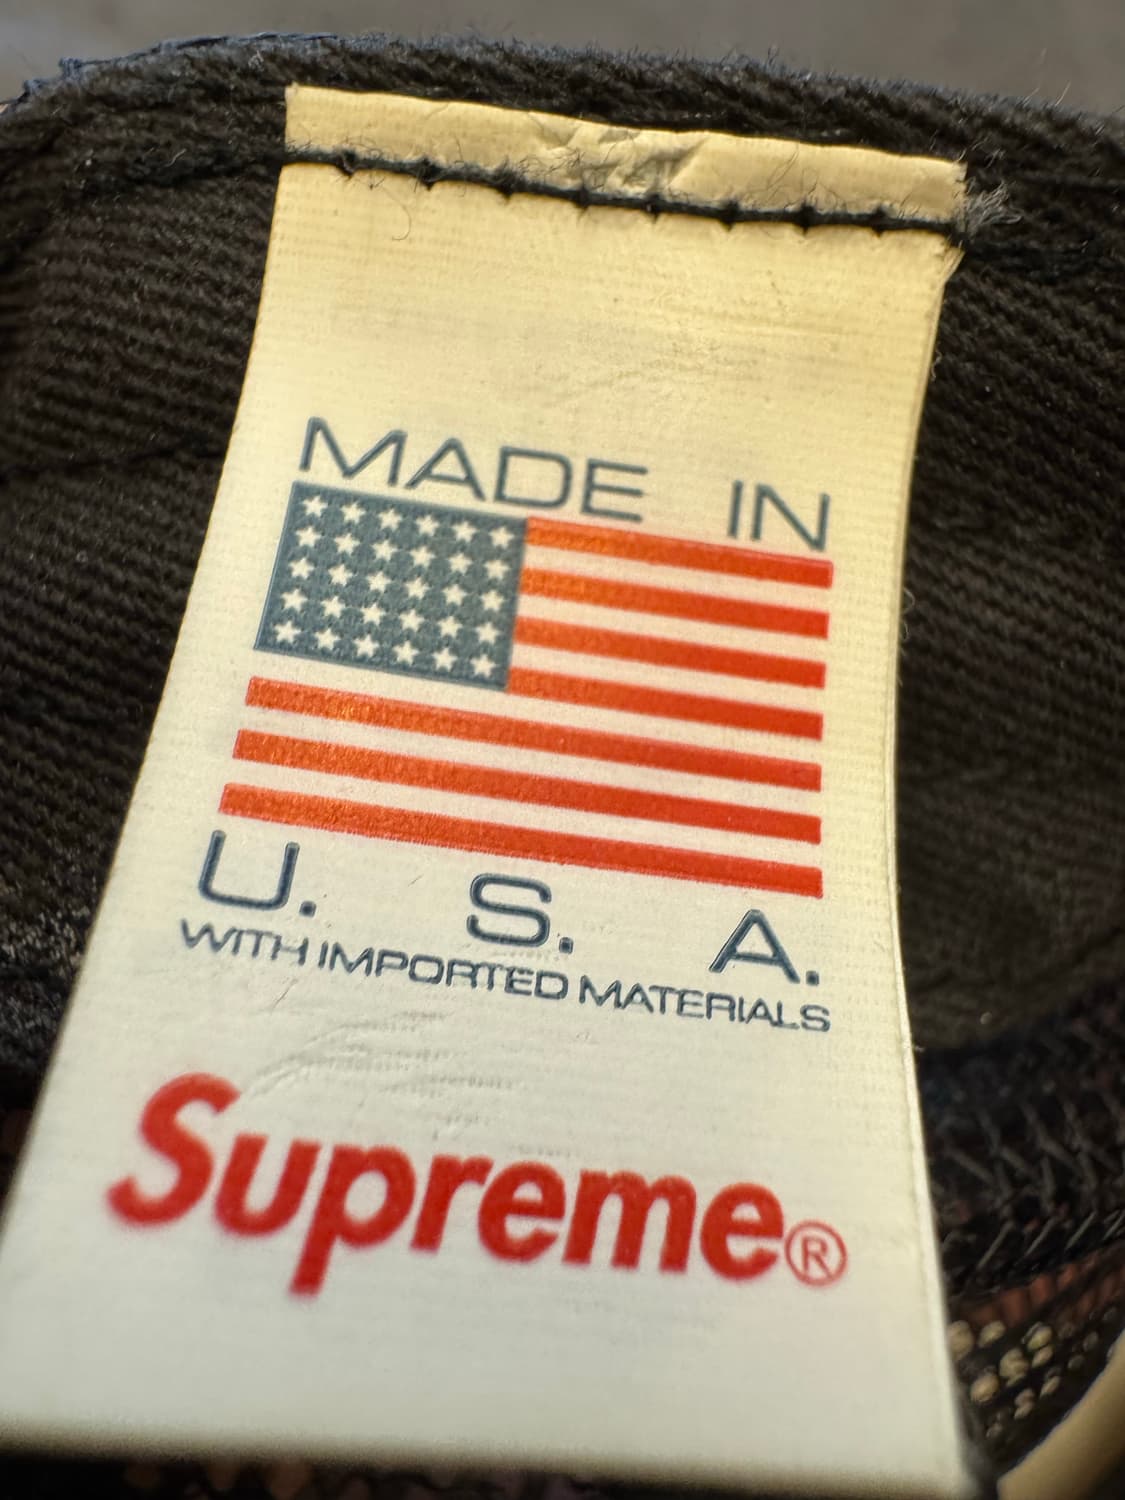 MADE IN
U. S. A.
WITH IMPORTED MATERIALS
Supreme®